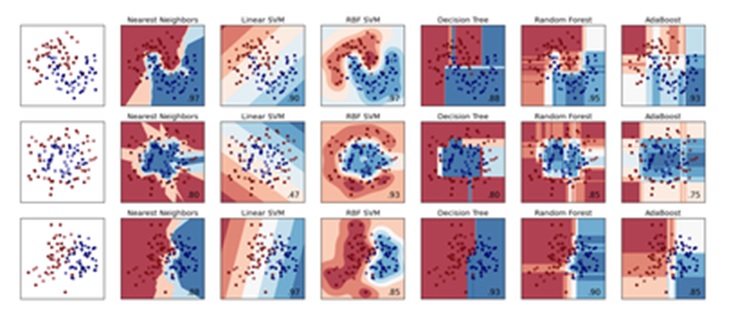 Nearest Neighbors Linear SVM RBF SVM Decision Tree Random Forest AdaBoost
.97 .90 .97 .88 .95 .93
Nearest Neighbors Linear SVM RBF SVM Decision Tree Random Forest AdaBoost
.80 .47 .93 .80 .85 .75
Nearest Neighbors Linear SVM RBF SVM Decision Tree Random Forest AdaBoost
.88 .97 .85 .93 .90 .85